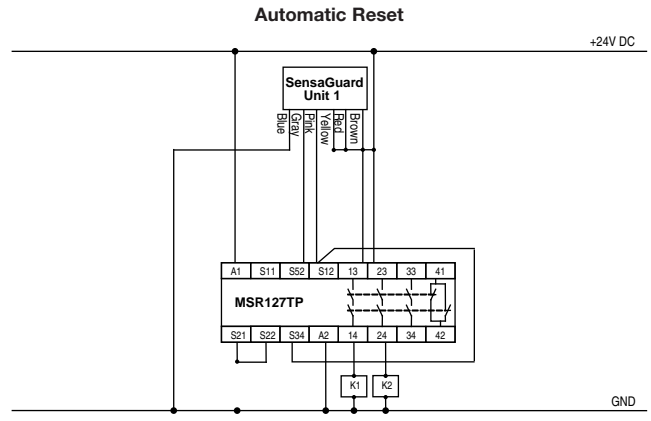 Automatic Reset
+24V DC
SensaGuard
Unit 1
Blue
Gray
Pink
Yellow
Red
Brown
A1 S11 S52 S12 13 23 33 41
MSR127TP
S21 S22 S34 A2 14 24 34 42
K1 K2
GND